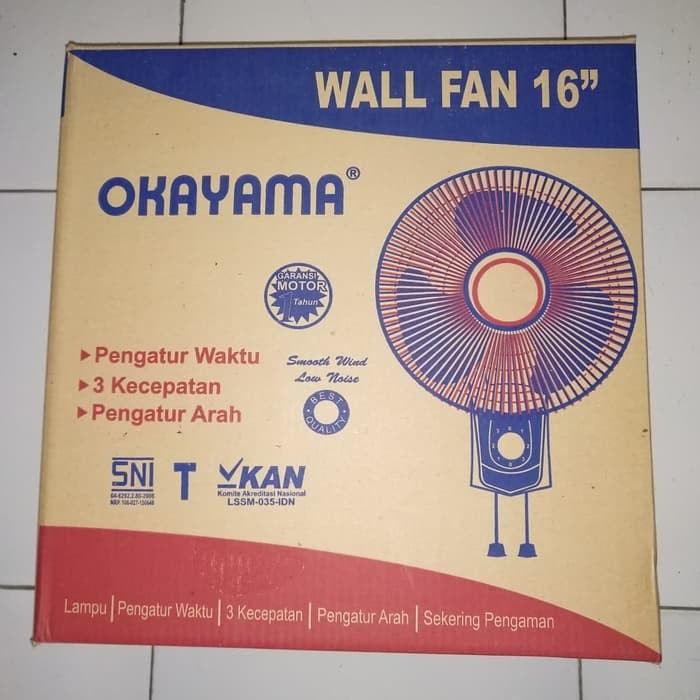 WALL FAN 16”
OKAYAMA®
GARANSI
MOTOR
1 Tahun
Pengatur Waktu
3 Kecepatan
Pengatur Arah
Smooth Wind
Low Noise
BEST
QUALITY
SNI
T
KAN
Komite Akreditasi Nasional
LSSM-035-IDN
Lampu | Pengatur Waktu | 3 Kecepatan | Pengatur Arah | Sekering Pengaman